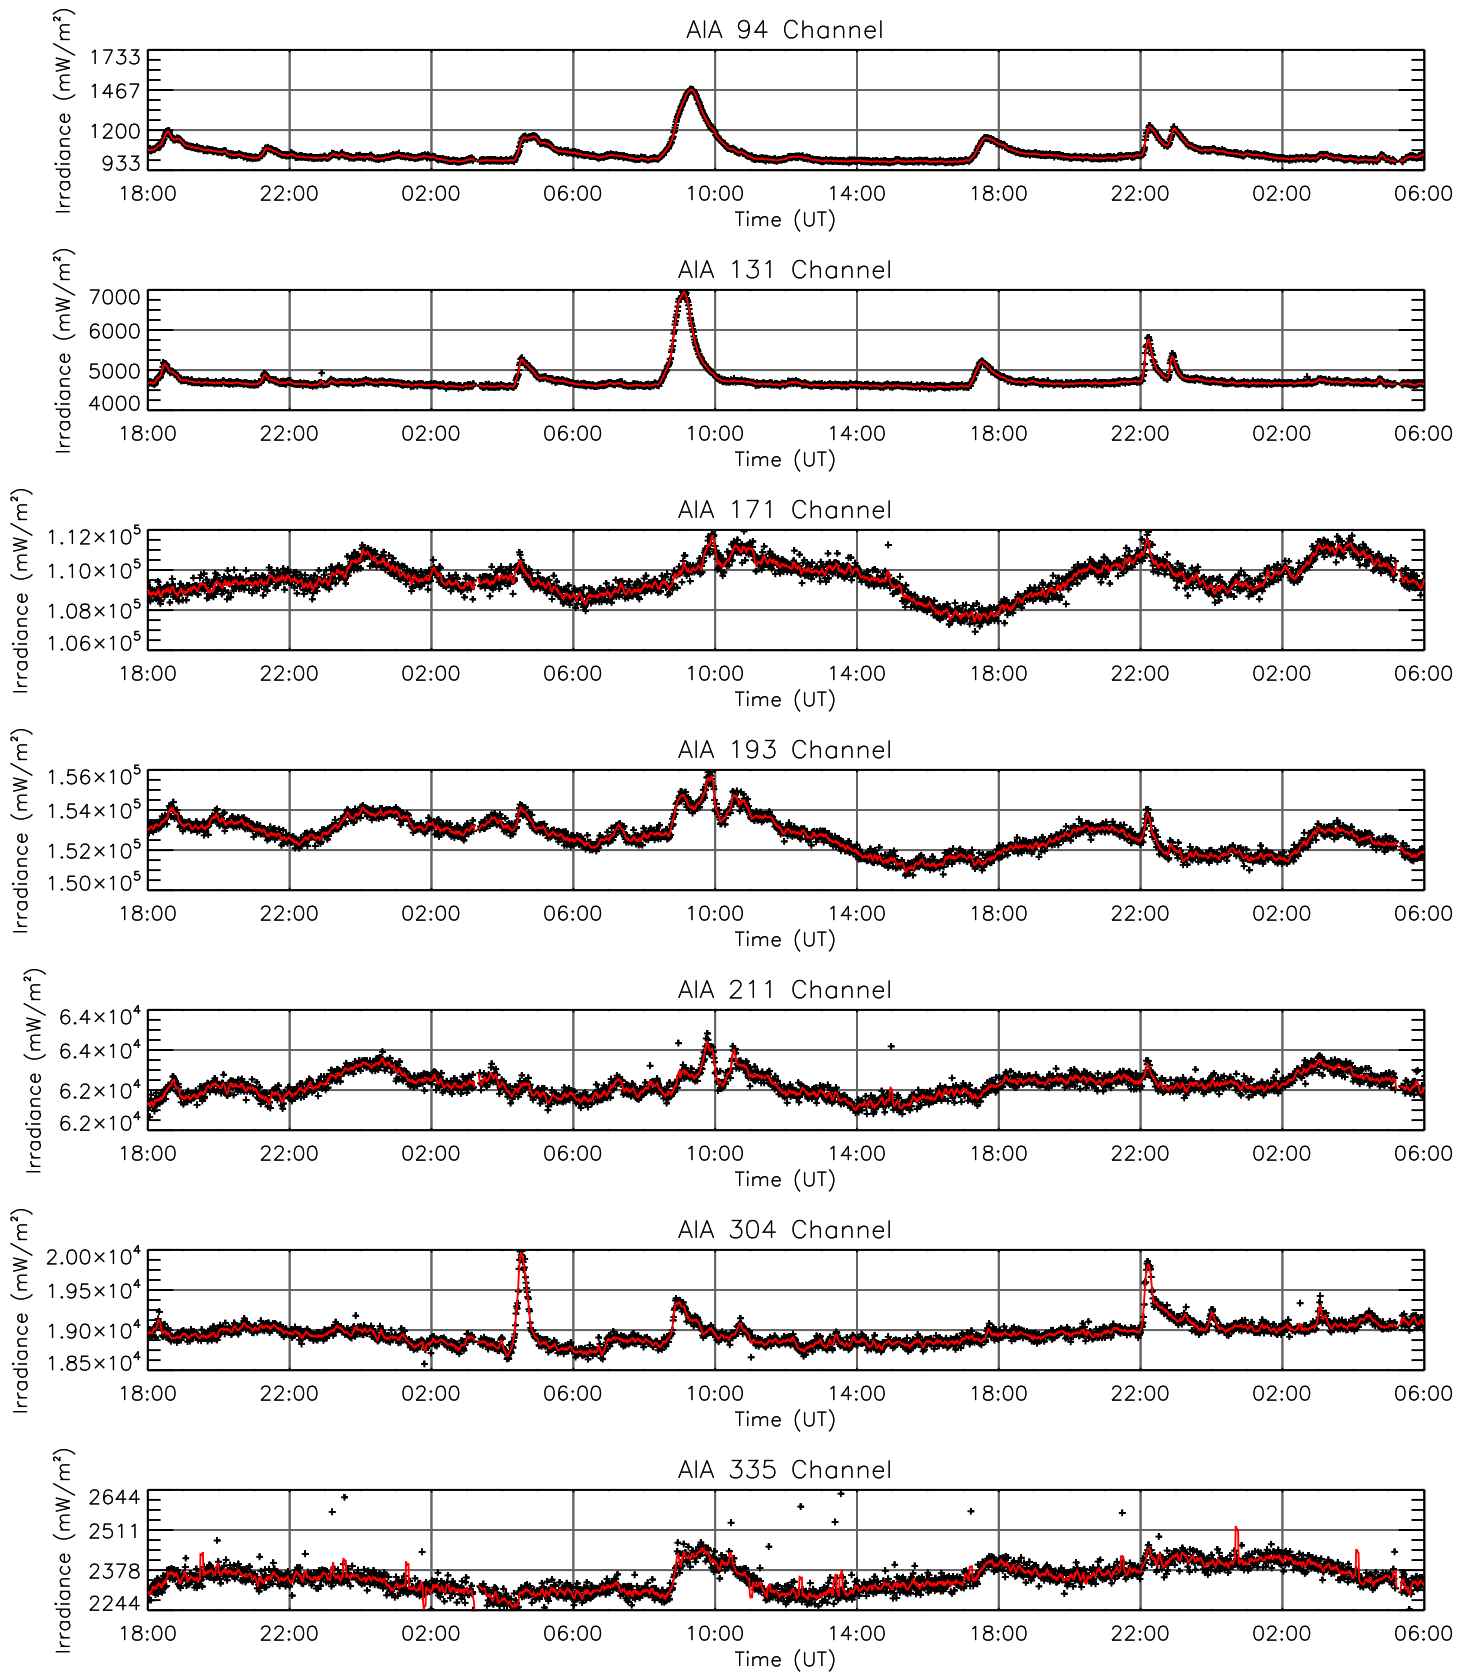 AIA 94 Channel
Irradiance (mW/m²)
1733
1467
1200
933
18:00 22:00 02:00 06:00 10:00 14:00 18:00 22:00 02:00 06:00
Time (UT)
AIA 131 Channel
Irradiance (mW/m²)
7000
6000
5000
4000
18:00 22:00 02:00 06:00 10:00 14:00 18:00 22:00 02:00 06:00
Time (UT)
AIA 171 Channel
Irradiance (mW/m²)
1.12×10⁵
1.10×10⁵
1.08×10⁵
1.06×10⁵
18:00 22:00 02:00 06:00 10:00 14:00 18:00 22:00 02:00 06:00
Time (UT)
AIA 193 Channel
Irradiance (mW/m²)
1.56×10⁵
1.54×10⁵
1.52×10⁵
1.50×10⁵
18:00 22:00 02:00 06:00 10:00 14:00 18:00 22:00 02:00 06:00
Time (UT)
AIA 211 Channel
Irradiance (mW/m²)
6.4×10⁴
6.4×10⁴
6.2×10⁴
6.2×10⁴
18:00 22:00 02:00 06:00 10:00 14:00 18:00 22:00 02:00 06:00
Time (UT)
AIA 304 Channel
Irradiance (mW/m²)
2.00×10⁴
1.95×10⁴
1.90×10⁴
1.85×10⁴
18:00 22:00 02:00 06:00 10:00 14:00 18:00 22:00 02:00 06:00
Time (UT)
AIA 335 Channel
Irradiance (mW/m²)
2644
2511
2378
2244
18:00 22:00 02:00 06:00 10:00 14:00 18:00 22:00 02:00 06:00
Time (UT)